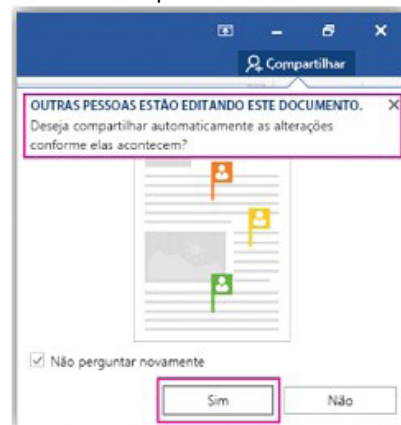 Compartilhar
OUTRAS PESSOAS ESTÃO EDITANDO ESTE DOCUMENTO.
Deseja compartilhar automaticamente as alterações
conforme elas acontecem?
Não perguntar novamente
Sim Não